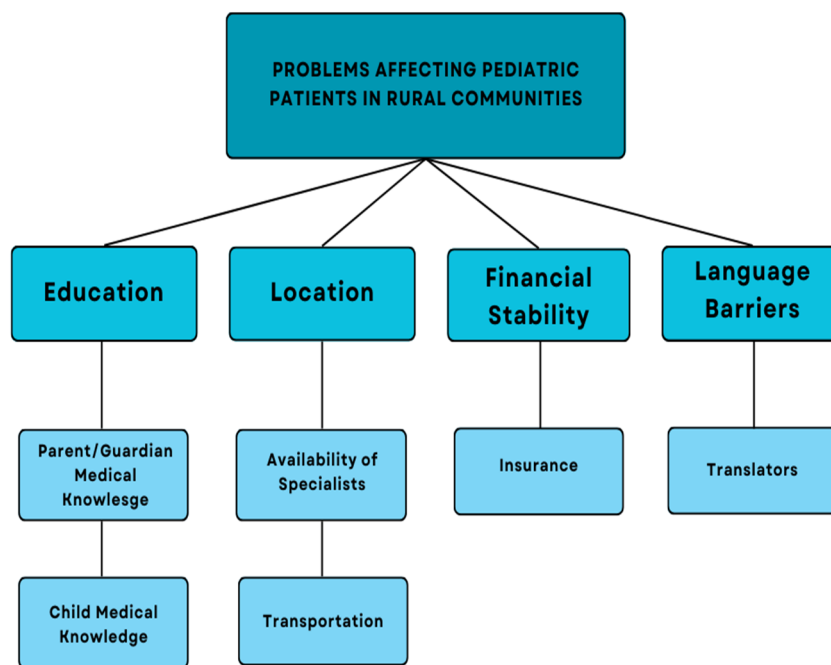 PROBLEMS AFFECTING PEDIATRIC
PATIENTS IN RURAL COMMUNITIES
Education
Location
Financial
Stability
Language
Barriers
Parent/Guardian
Medical
Knowlesge
Availability of
Specialists
Insurance
Translators
Child Medical
Knowledge
Transportation